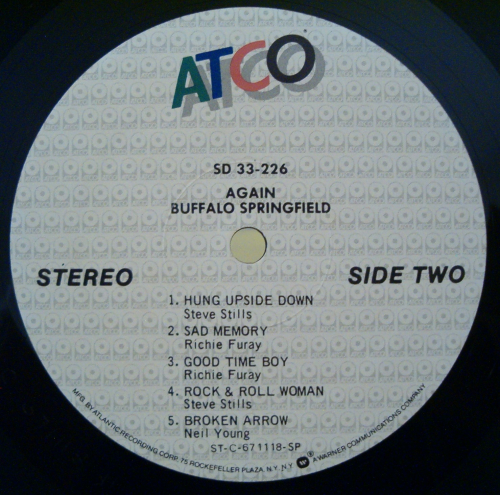 ATCO
SD 33-226
AGAIN
BUFFALO SPRINGFIELD
STEREO
SIDE TWO
1. HUNG UPSIDE DOWN
Steve Stills
2. SAD MEMORY
Richie Furay
3. GOOD TIME BOY
Richie Furay
4. ROCK & ROLL WOMAN
Steve Stills
5. BROKEN ARROW
Neil Young
ST-C-671118-SP
MFG. BY ATLANTIC RECORDING CORP. 75 ROCKEFELLER PLAZA, N.Y. N.Y. W ® A WARNER COMMUNICATIONS COMPANY